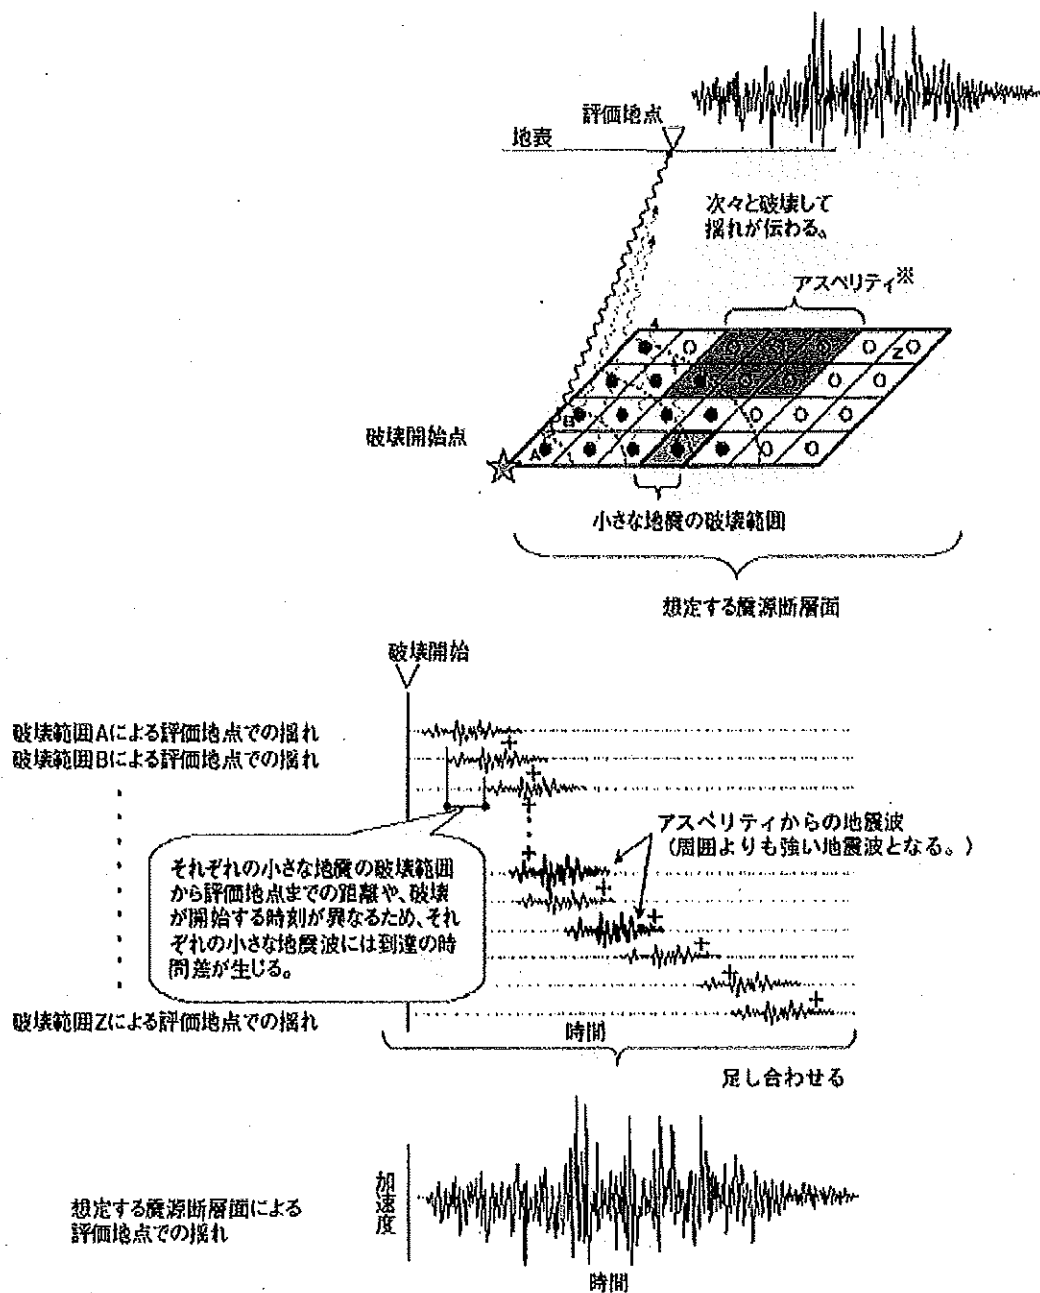 評価地点
地表
次々と破壊して
揺れが伝わる。
アスペリティ※
Z
B
破壊開始点
A
小さな地震の破壊範囲
想定する震源断層面
破壊開始
破壊範囲Aによる評価地点での揺れ
破壊範囲Bによる評価地点での揺れ
アスペリティからの地震波
(周囲よりも強い地震波となる。)
それぞれの小さな地震の破壊範囲
から評価地点までの距離や、破壊
が開始する時刻が異なるため、それ
ぞれの小さな地震波には到達の時
間差が生じる。
破壊範囲Zによる評価地点での揺れ
時間
足し合わせる
加速度
想定する震源断層面による
評価地点での揺れ
時間